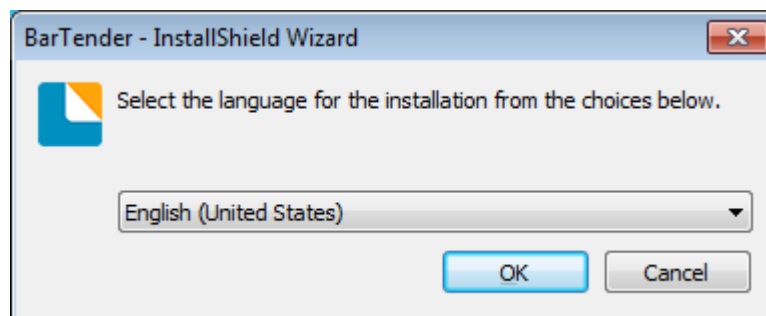 BarTender - InstallShield Wizard
Select the language for the installation from the choices below.
English (United States)
OK
Cancel